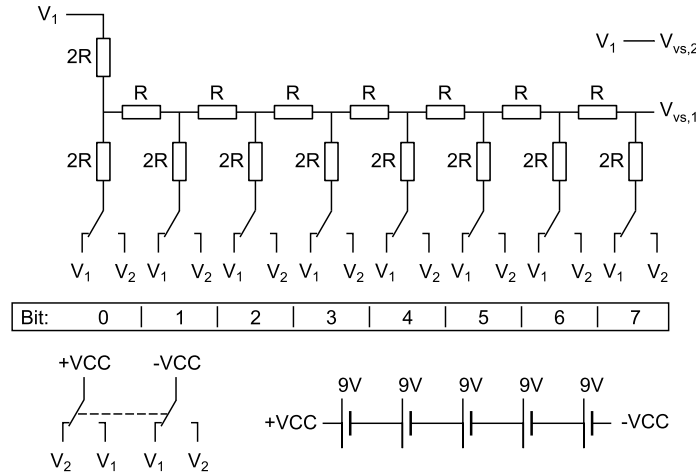 V1
2R
V1 Vvs,2
R R R R R R R
Vvs,1
2R 2R 2R 2R 2R 2R 2R 2R
V1 V2 V1 V2 V1 V2 V1 V2 V1 V2 V1 V2 V1 V2 V1 V2
Bit: 0 1 2 3 4 5 6 7
+VCC -VCC
V2 V1 V1 V2
9V 9V 9V 9V 9V
+VCC -VCC